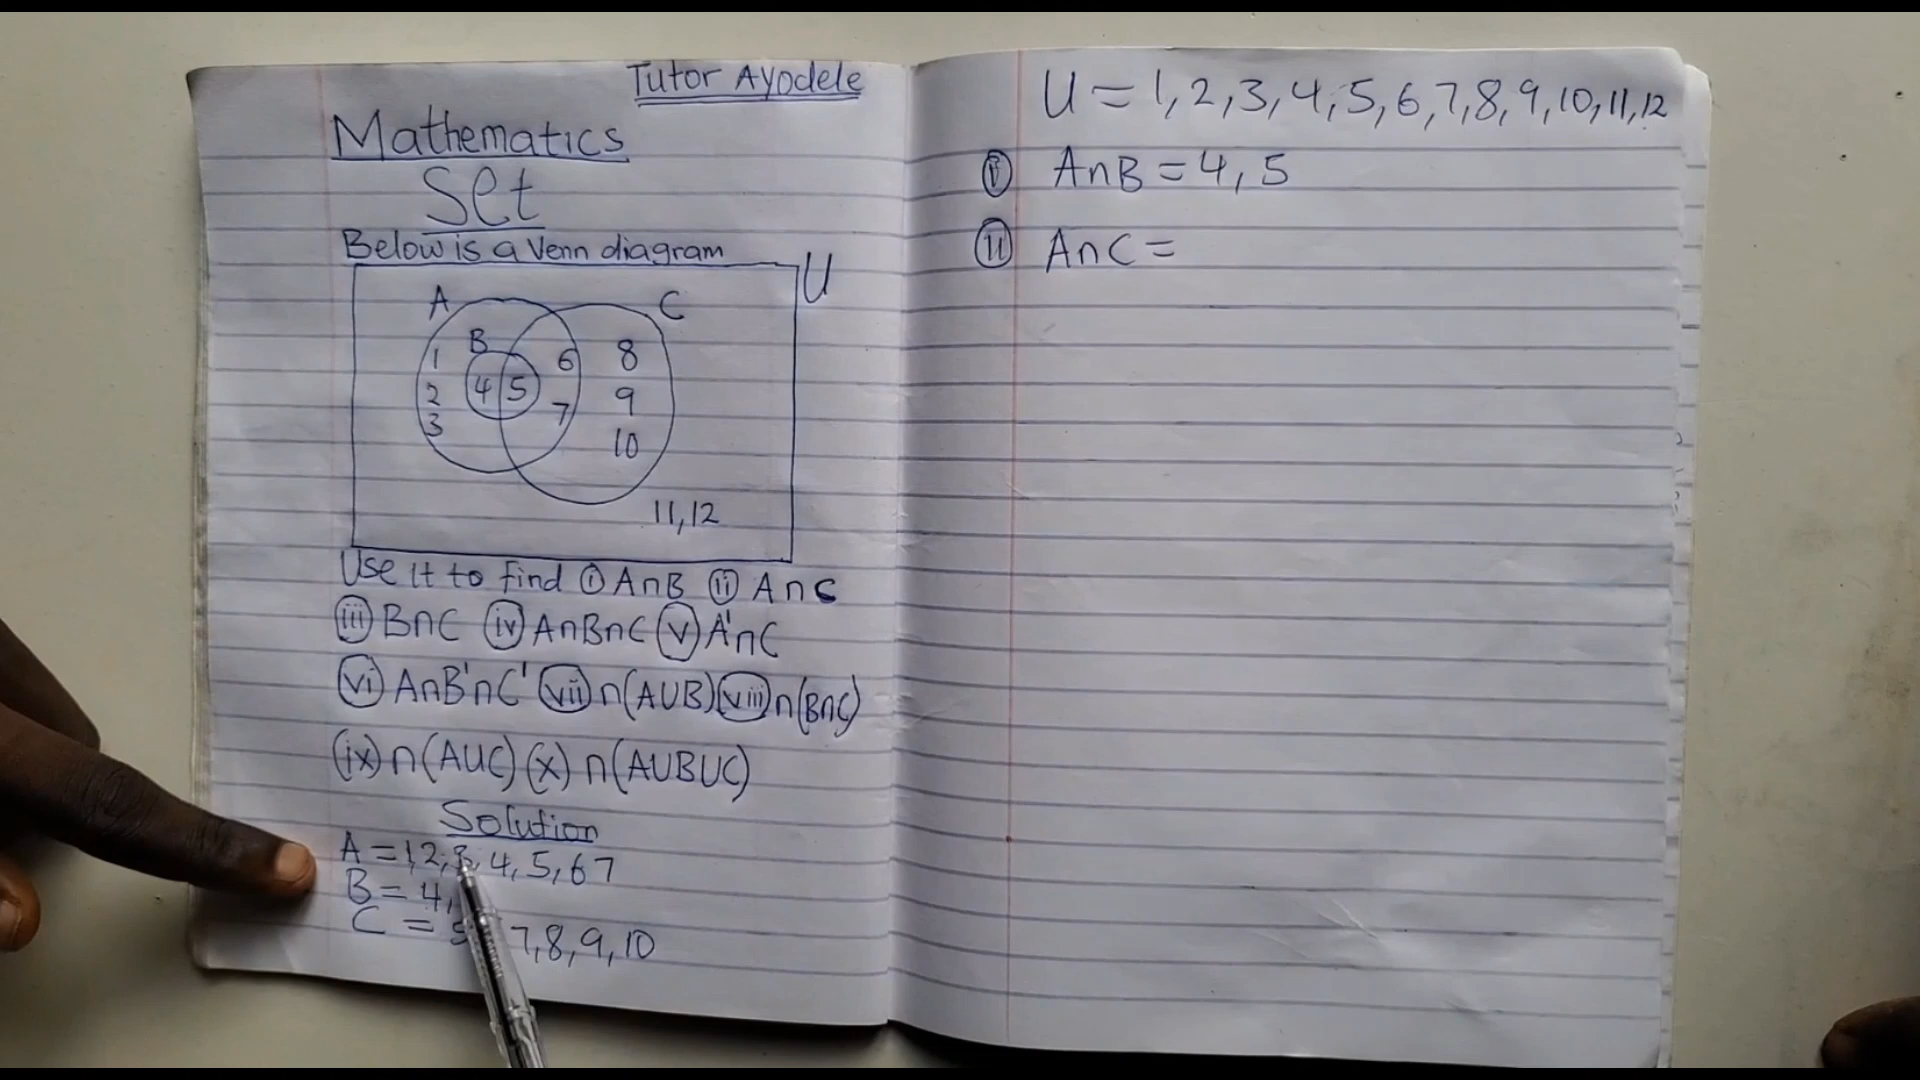 Tutor Ayodele
Mathematics
Set
Below is a Venn diagram
U
A C
B
1 6 8
2 4 5 9
3 7
10
11,12
Use it to find (i) A∩B (ii) A∩C
(iii) B∩C (iv) A∩B∩C (v) A'∩C
(vi) A∩B'∩C' (vii) n(AUB) (viii) n(B∩C)
(ix) n(AUC) (x) n(AUBUC)
Solution
A = 1,2,3,4,5,6 7
B = 4,
C = 7,8,9,10
U = 1,2,3,4,5,6,7,8,9,10,11,12
(i) A∩B = 4,5
(ii) A∩C =